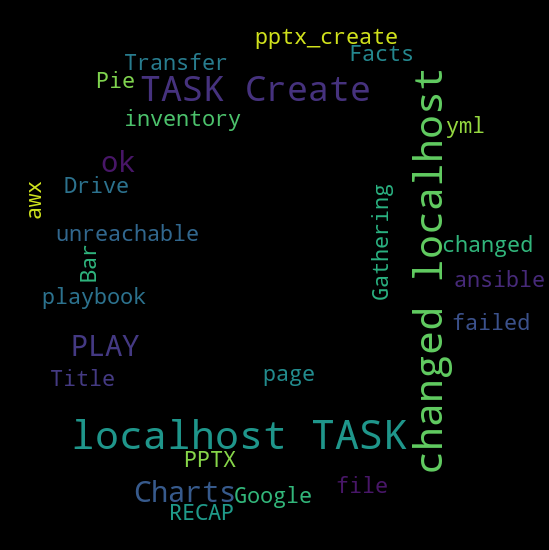 pptx_create
Transfer
Facts
Pie
TASK Create
inventory
yml
ok
Drive
awx
Gathering
changed localhost
unreachable
changed
Bar
ansible
playbook
failed
PLAY
Title
page
localhost TASK
PPTX
Charts
Google
file
RECAP